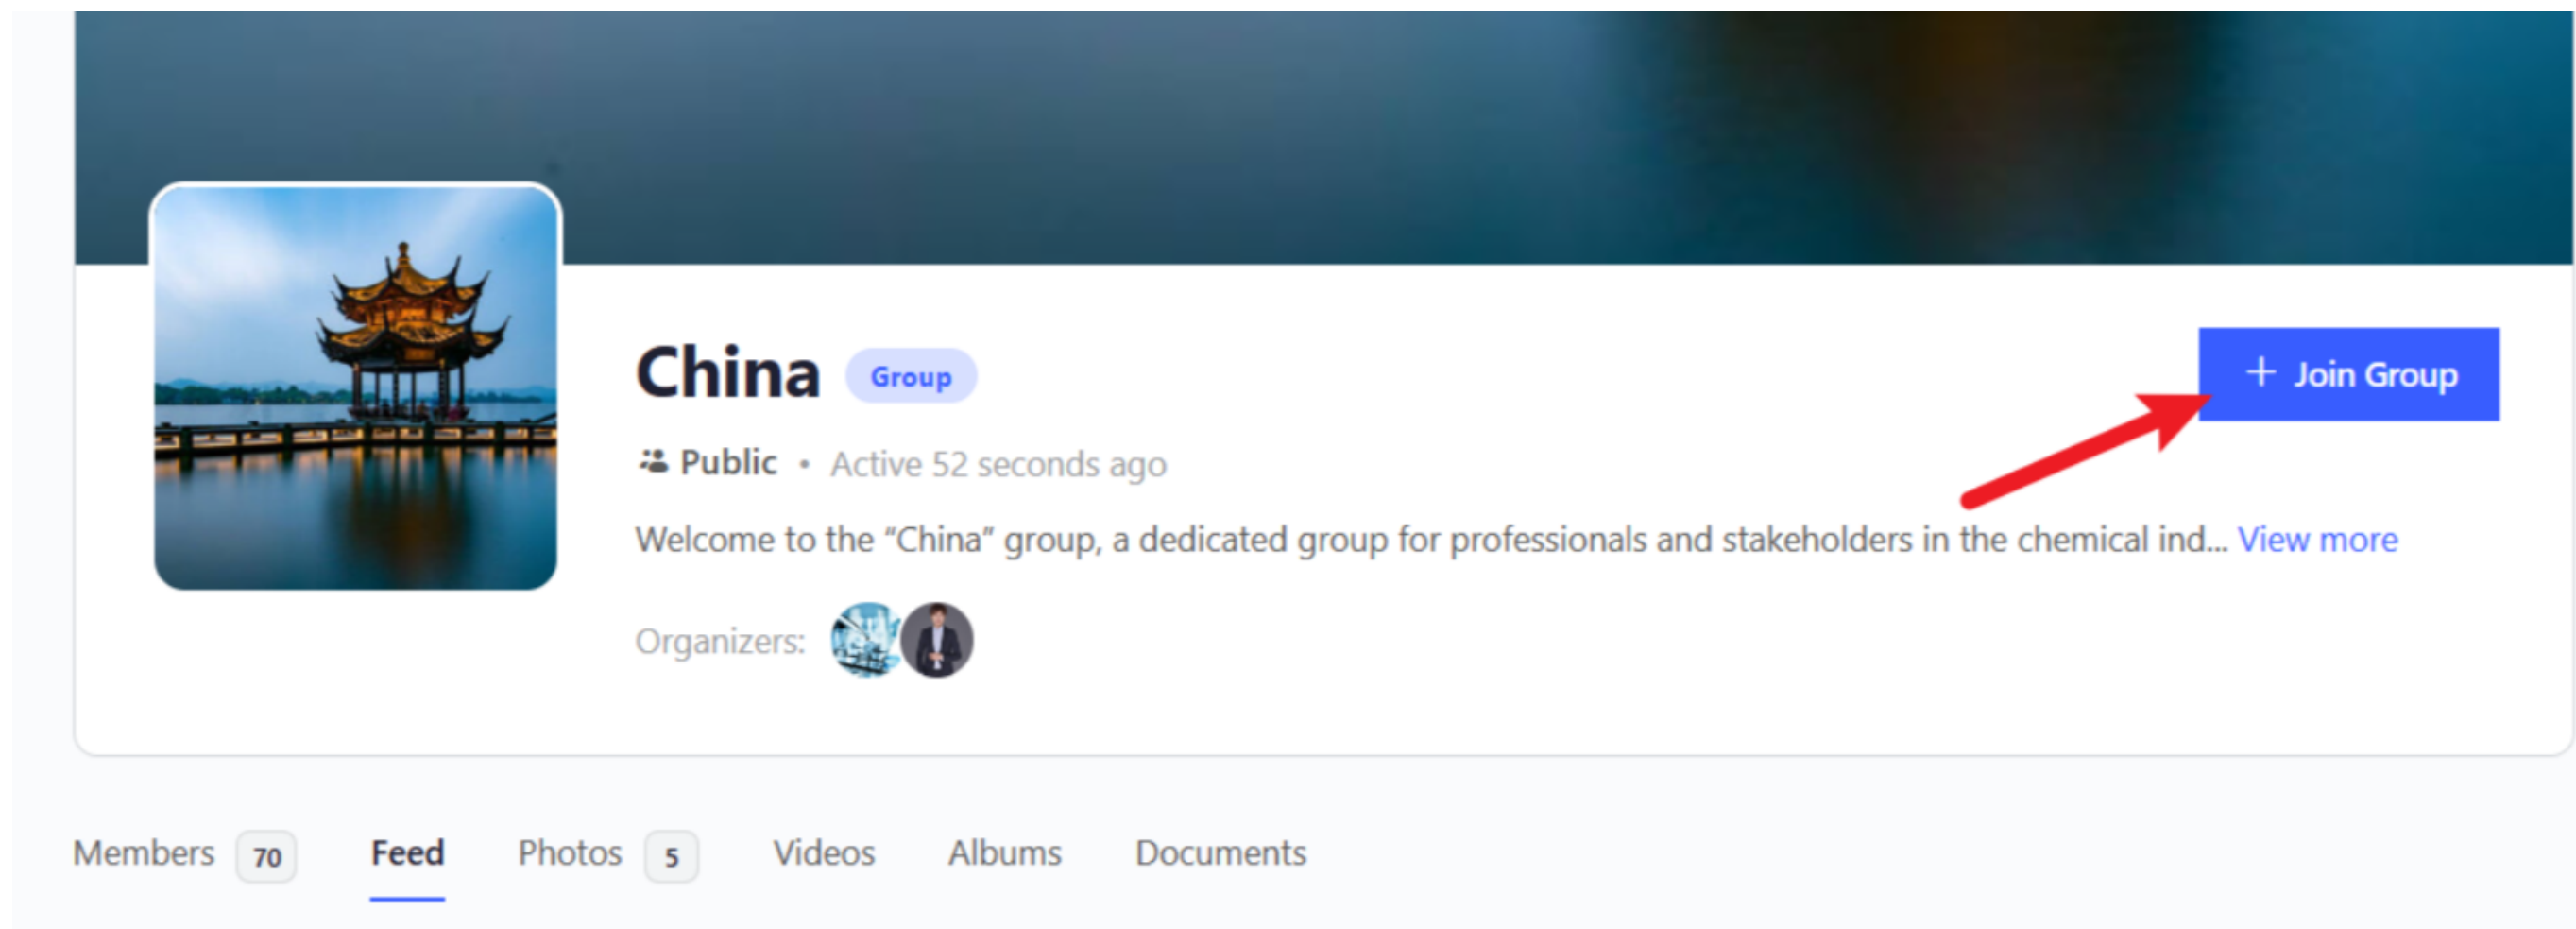 China Group
+ Join Group
Public • Active 52 seconds ago
Welcome to the “China” group, a dedicated group for professionals and stakeholders in the chemical ind... View more
Organizers:
Members 70 Feed Photos 5 Videos Albums Documents